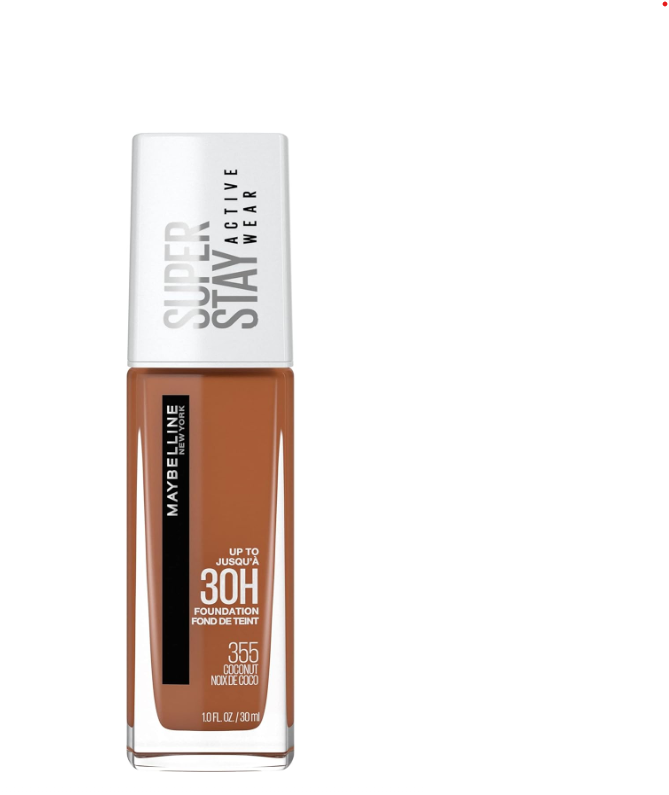 SUPER
STAY
ACTIVE
WEAR
MAYBELLINE
NEW YORK
UP TO
JUSQU'À
30H
FOUNDATION
FOND DE TEINT
355
COCONUT
NOIX DE COCO
1.0 FL. OZ. / 30 ml